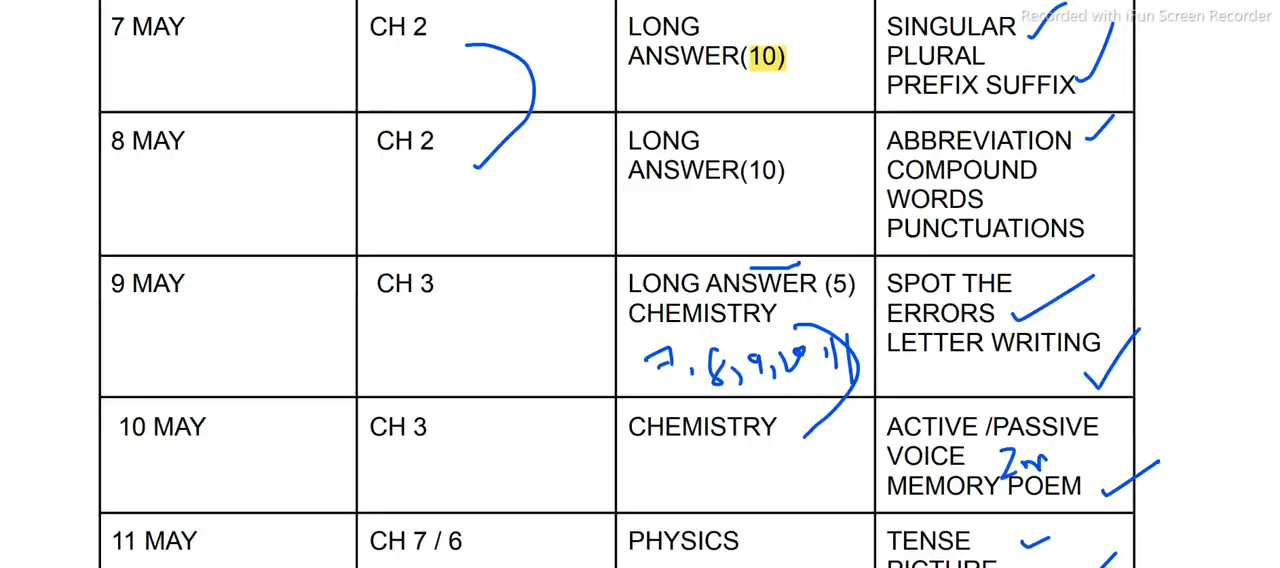 Recorded with iFun Screen Recorder
7 MAY CH 2 LONG SINGULAR
ANSWER(10) PLURAL
PREFIX SUFFIX
8 MAY CH 2 LONG ABBREVIATION
ANSWER(10) COMPOUND
WORDS
PUNCTUATIONS
9 MAY CH 3 LONG ANSWER (5) SPOT THE
CHEMISTRY ERRORS
LETTER WRITING
7, 8, 9, 10, 11
10 MAY CH 3 CHEMISTRY ACTIVE /PASSIVE
VOICE
MEMORY POEM
11 MAY CH 7 / 6 PHYSICS TENSE
PICTURE